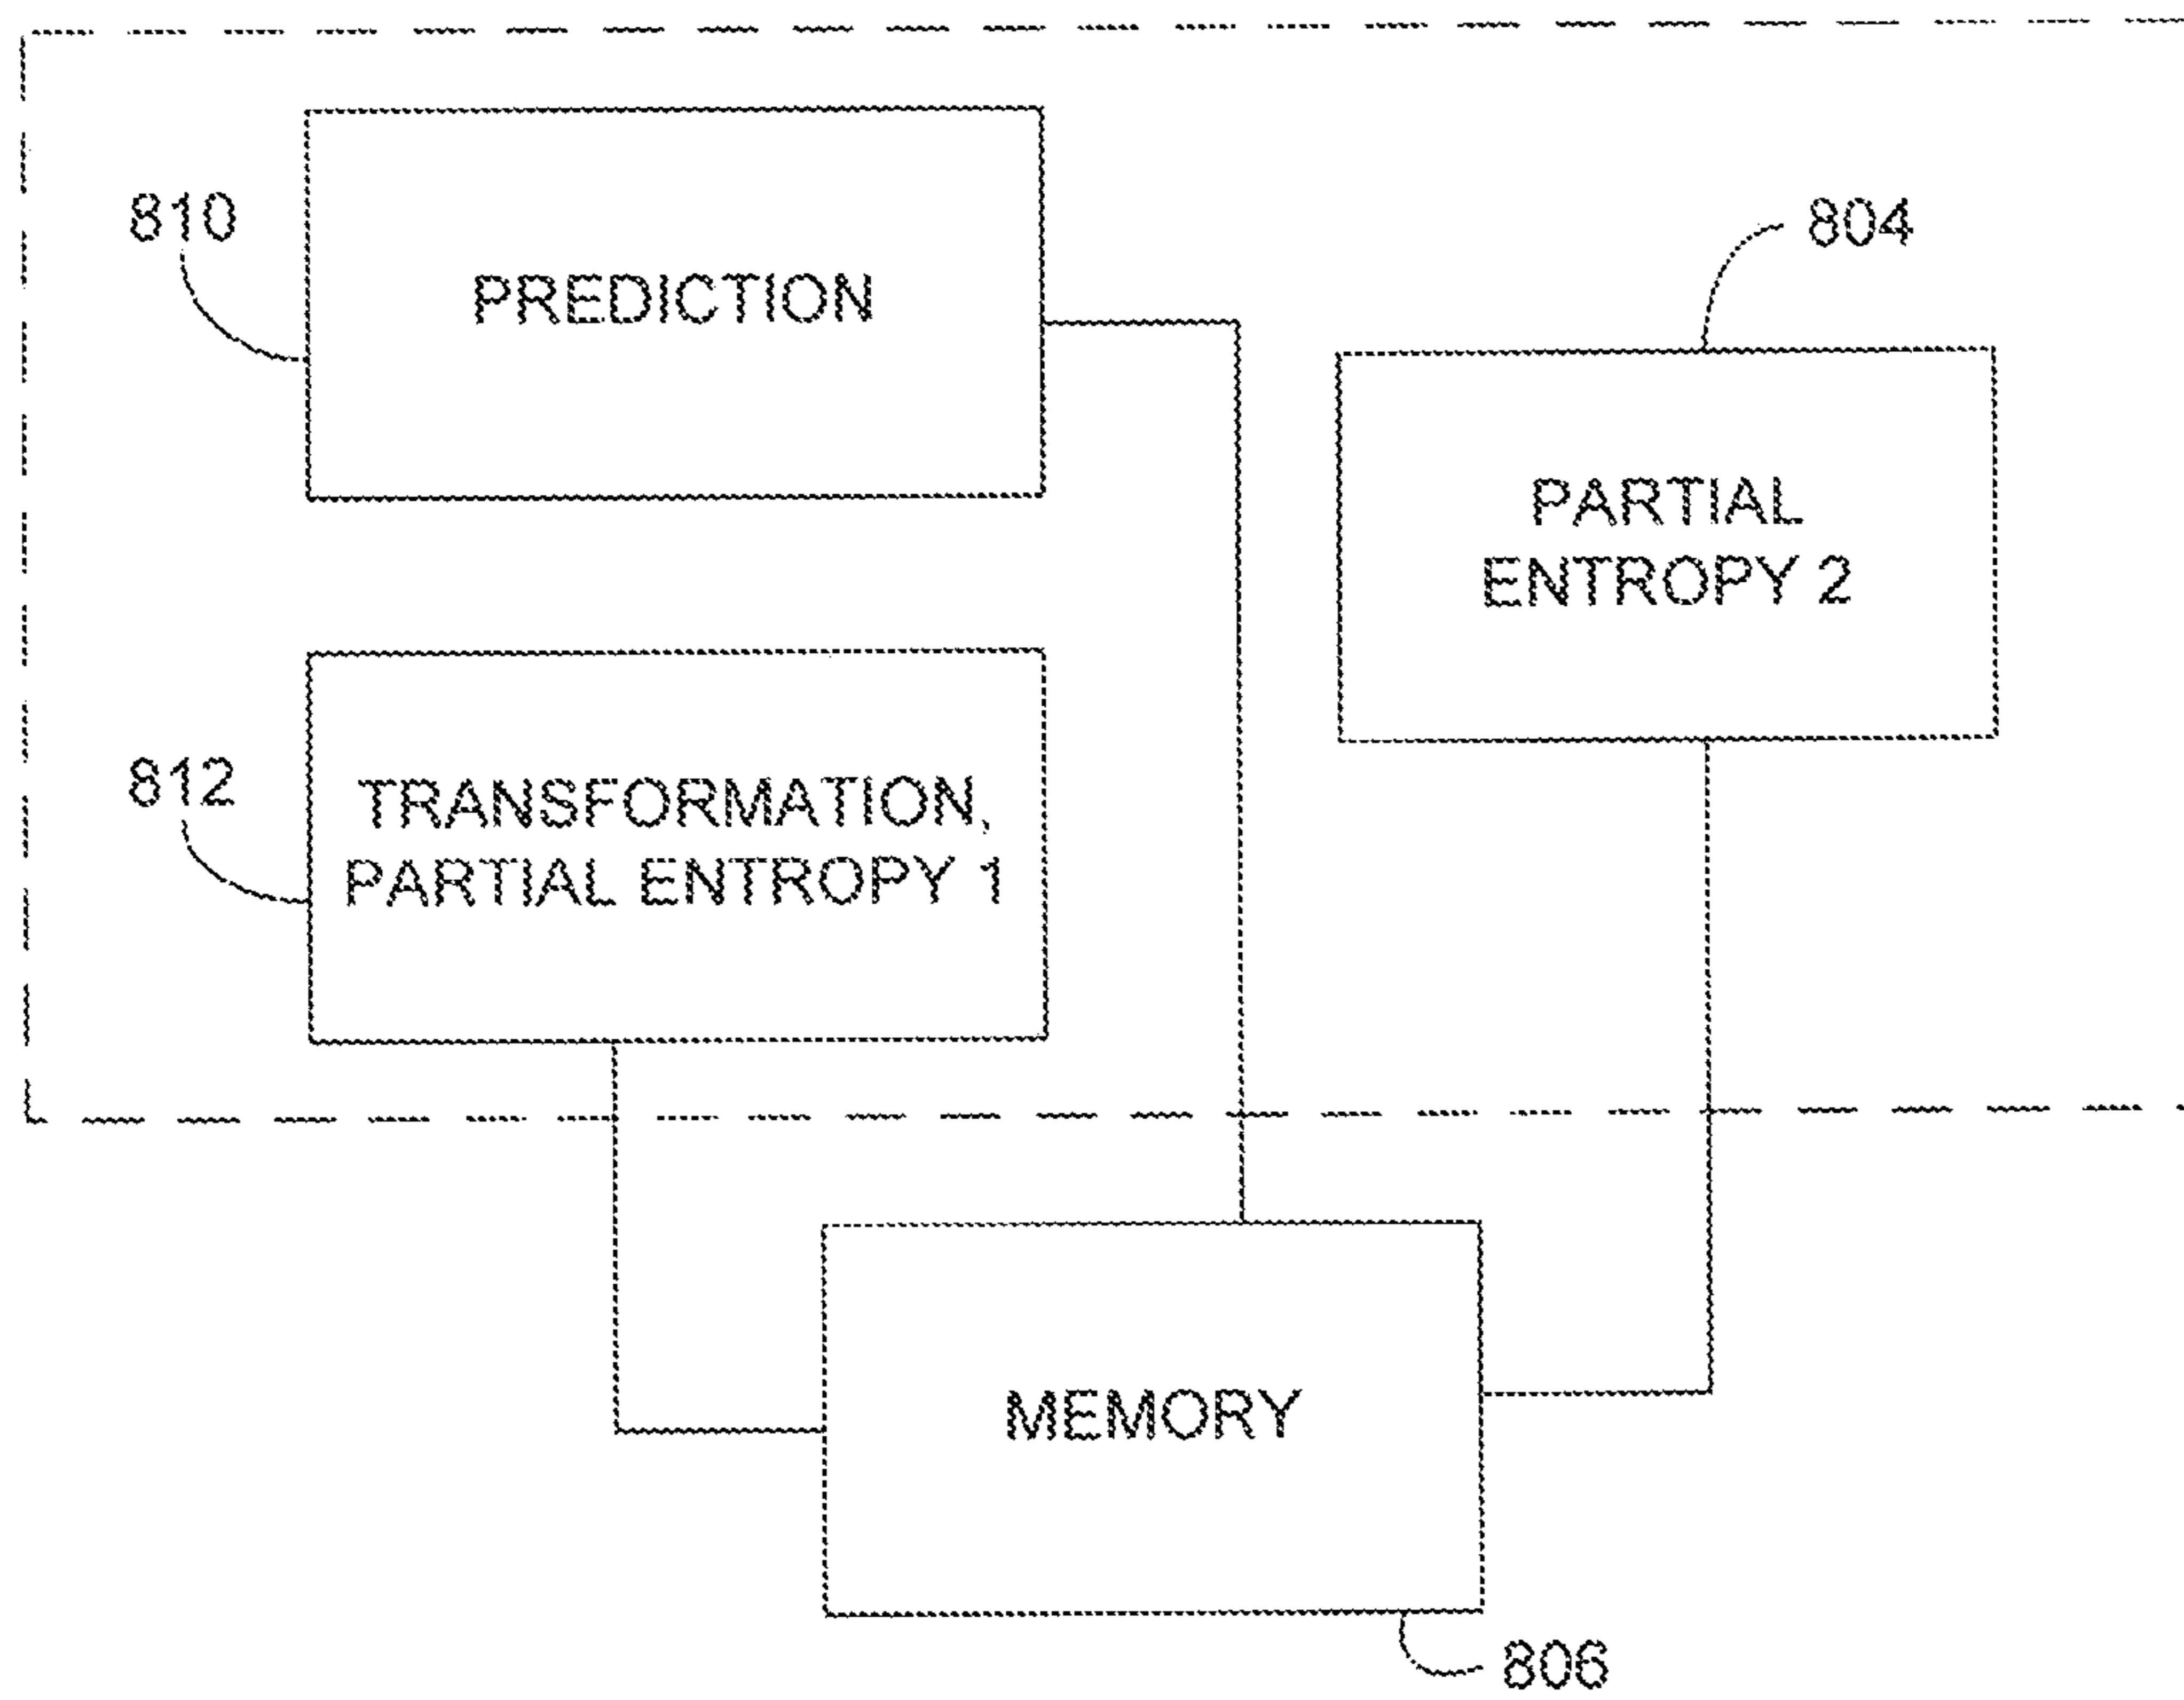 810
PREDICTION
804
PARTIAL
ENTROPY 2
812
TRANSFORMATION,
PARTIAL ENTROPY 1
MEMORY
806